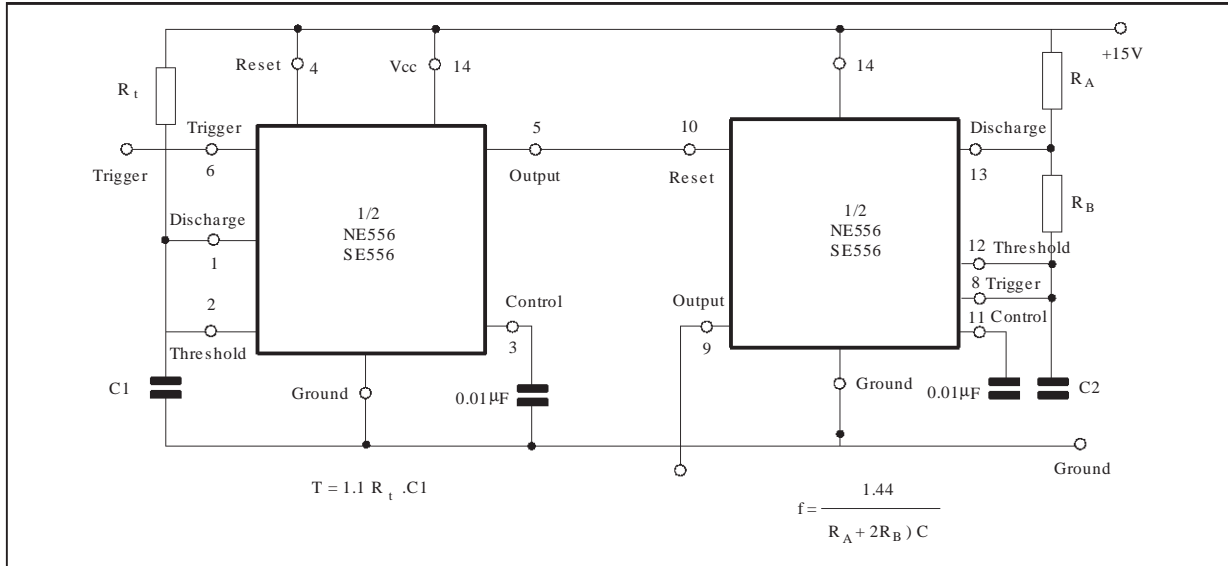 +15V
Reset
4
Vcc
14
14
R t
R A
Trigger
6
Trigger
5
Output
10
Reset
Discharge
13
1/2
NE556
SE556
1/2
NE556
SE556
R B
Discharge
1
12 Threshold
8 Trigger
11 Control
2
Threshold
Control
3
Output
9
C1
Ground
0.01µF
Ground
0.01µF
C2
Ground
T = 1.1 R t .C1
1.44
f =
R A + 2R B ) C